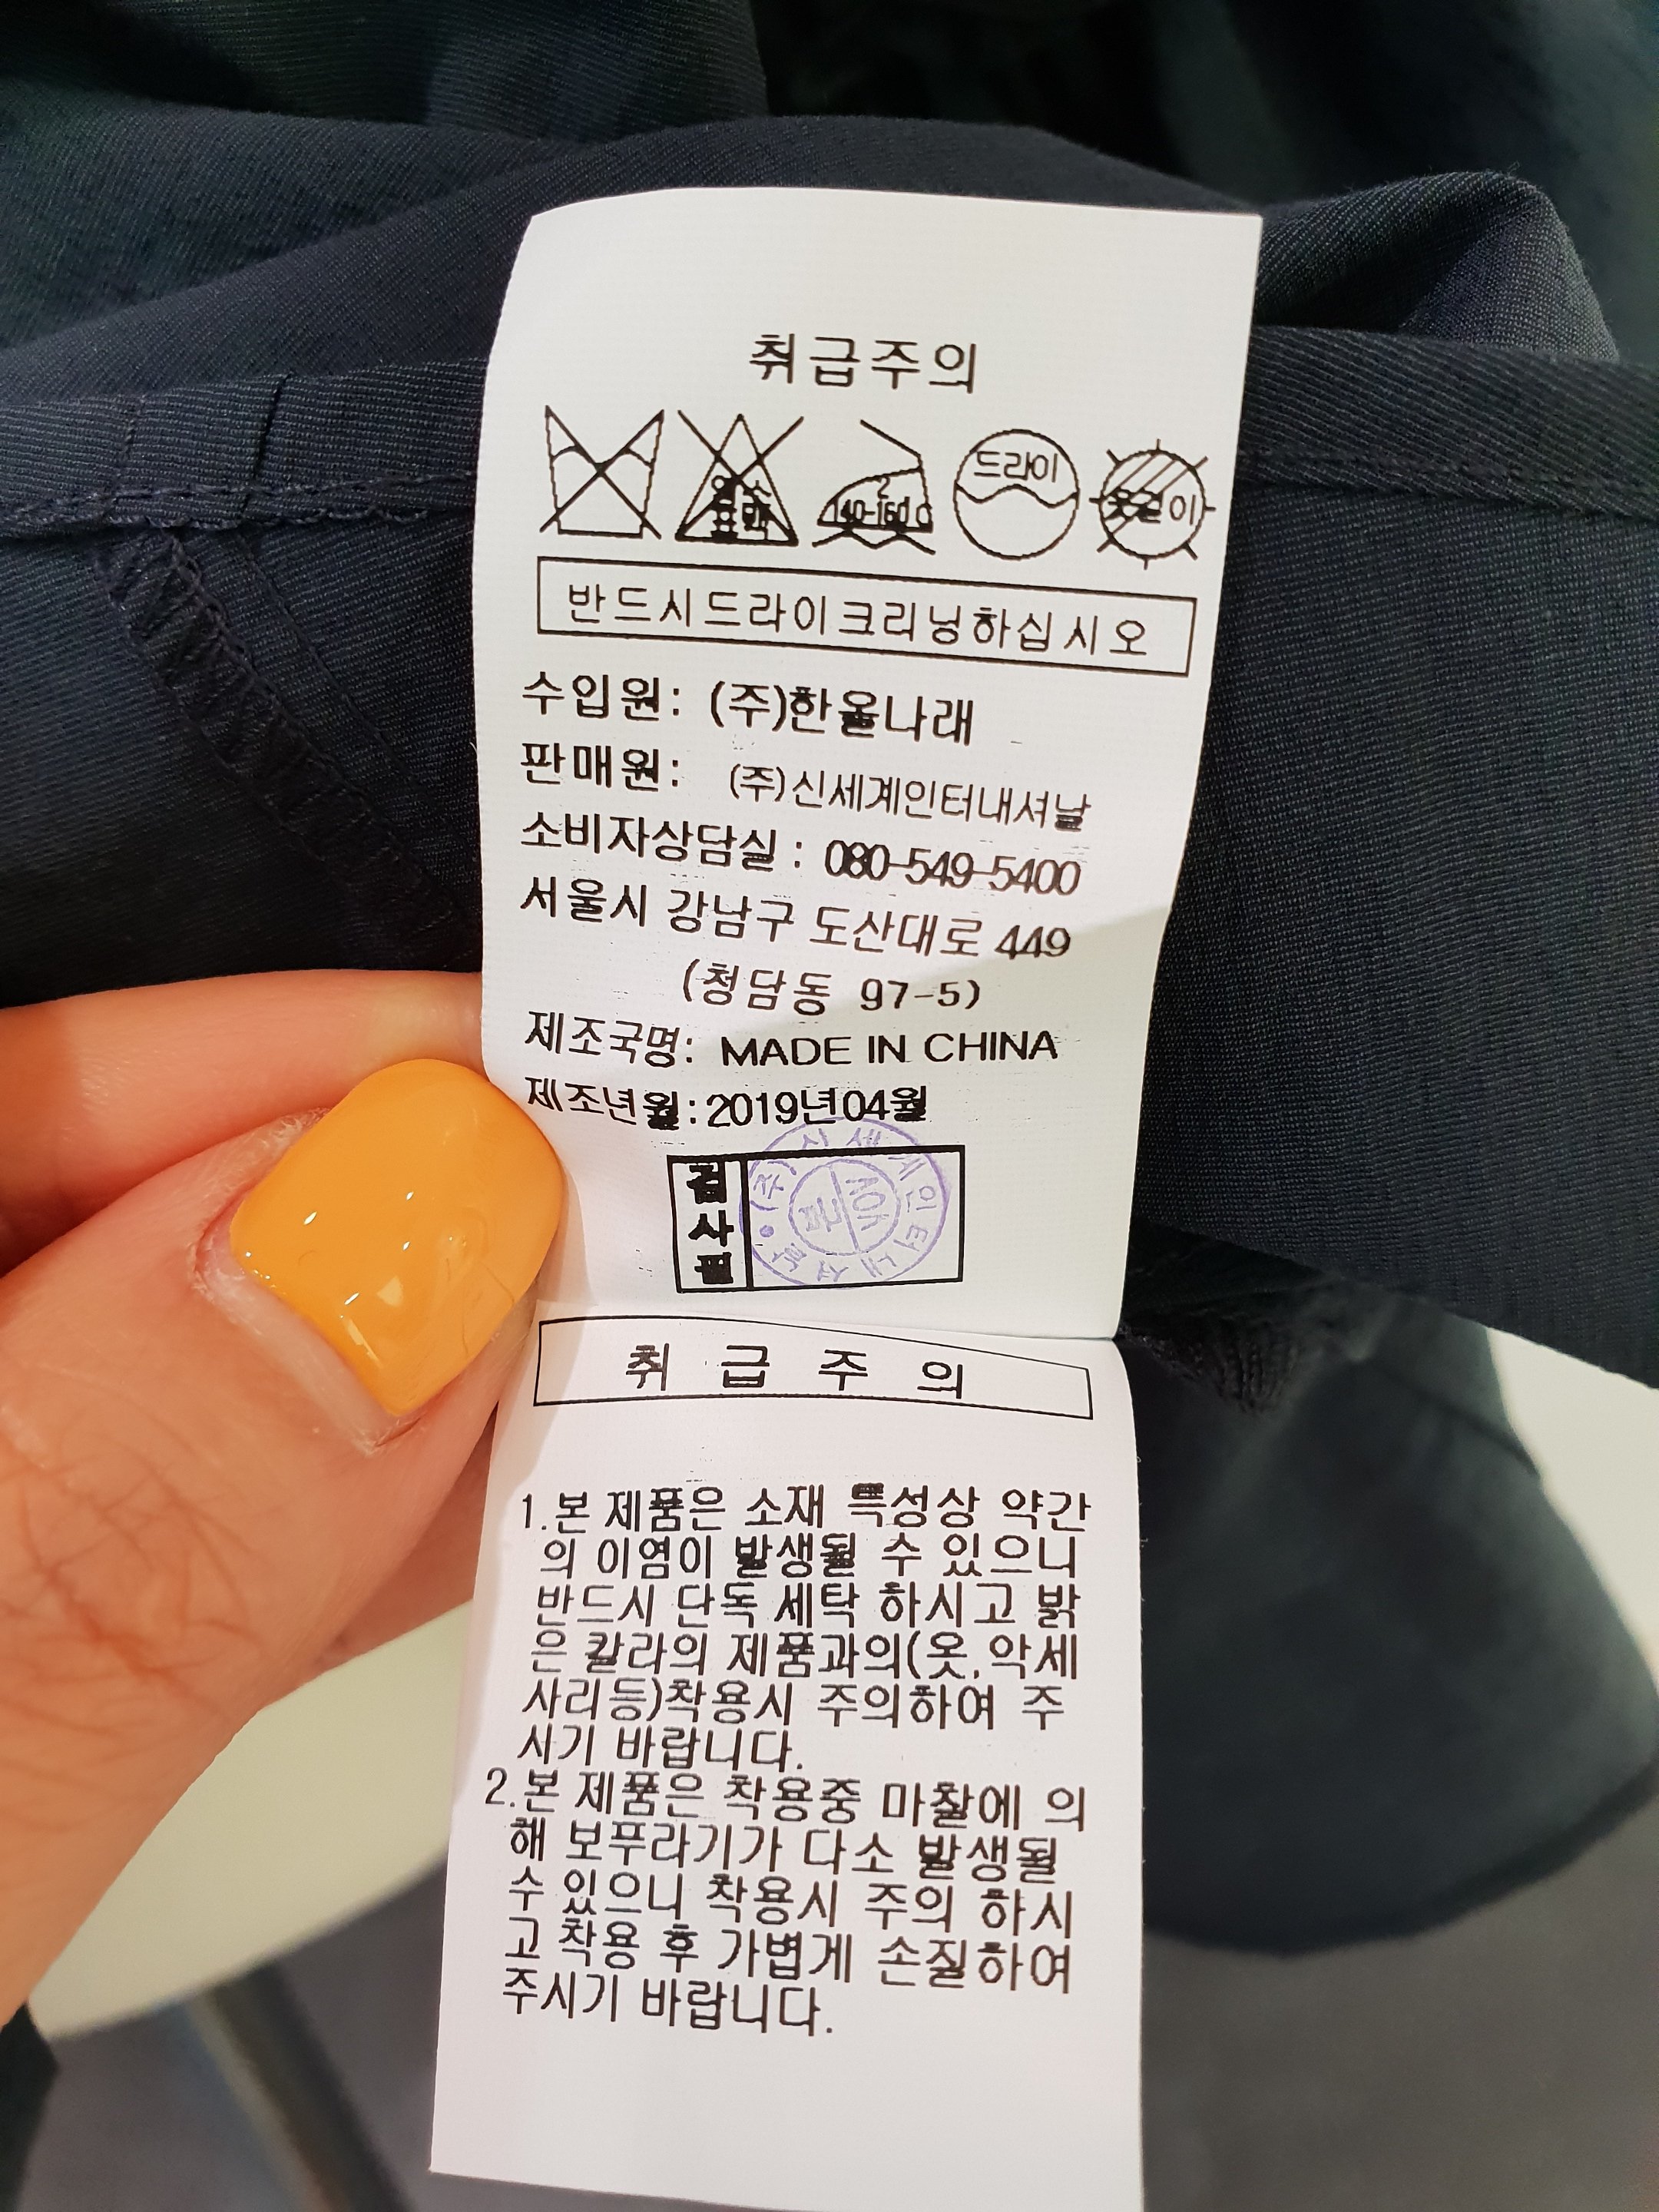 취급주의
140-160℃
드라이
옷걸이
반드시드라이크리닝하십시오
수입원: (주)한올나래
판매원: (주)신세계인터내셔날
소비자상담실 : 080-549-5400
서울시 강남구 도산대로 449
(청담동 97-5)
제조국명: MADE IN CHINA
제조년월:2019년04월
검사필
취 급 주 의
1.본 제품은 소재 특성상 약간
의 이염이 발생될 수 있으니
반드시 단독 세탁 하시고 밝
은 칼라의 제품과의(옷,악세
사리등)착용시 주의하여 주
시기 바랍니다.
2.본 제품은 착용중 마찰에 의
해 보푸라기가 다소 발생될
수 있으니 착용시 주의 하시
고 착용 후 가볍게 손질하여
주시기 바랍니다.